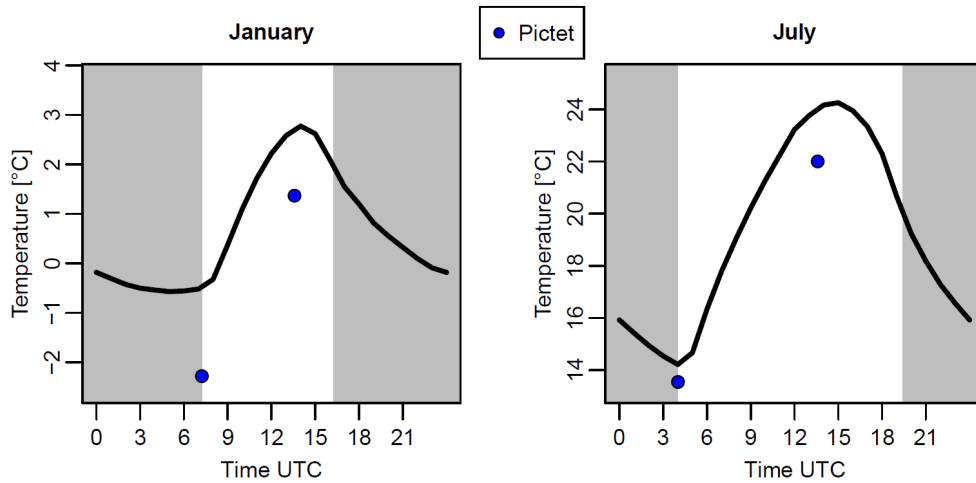 January
Pictet
July
Temperature [°C]
4
3
2
1
0
−1
−2
0 3 6 9 12 15 18 21
Time UTC
Temperature [°C]
24
22
20
18
16
14
0 3 6 9 12 15 18 21
Time UTC